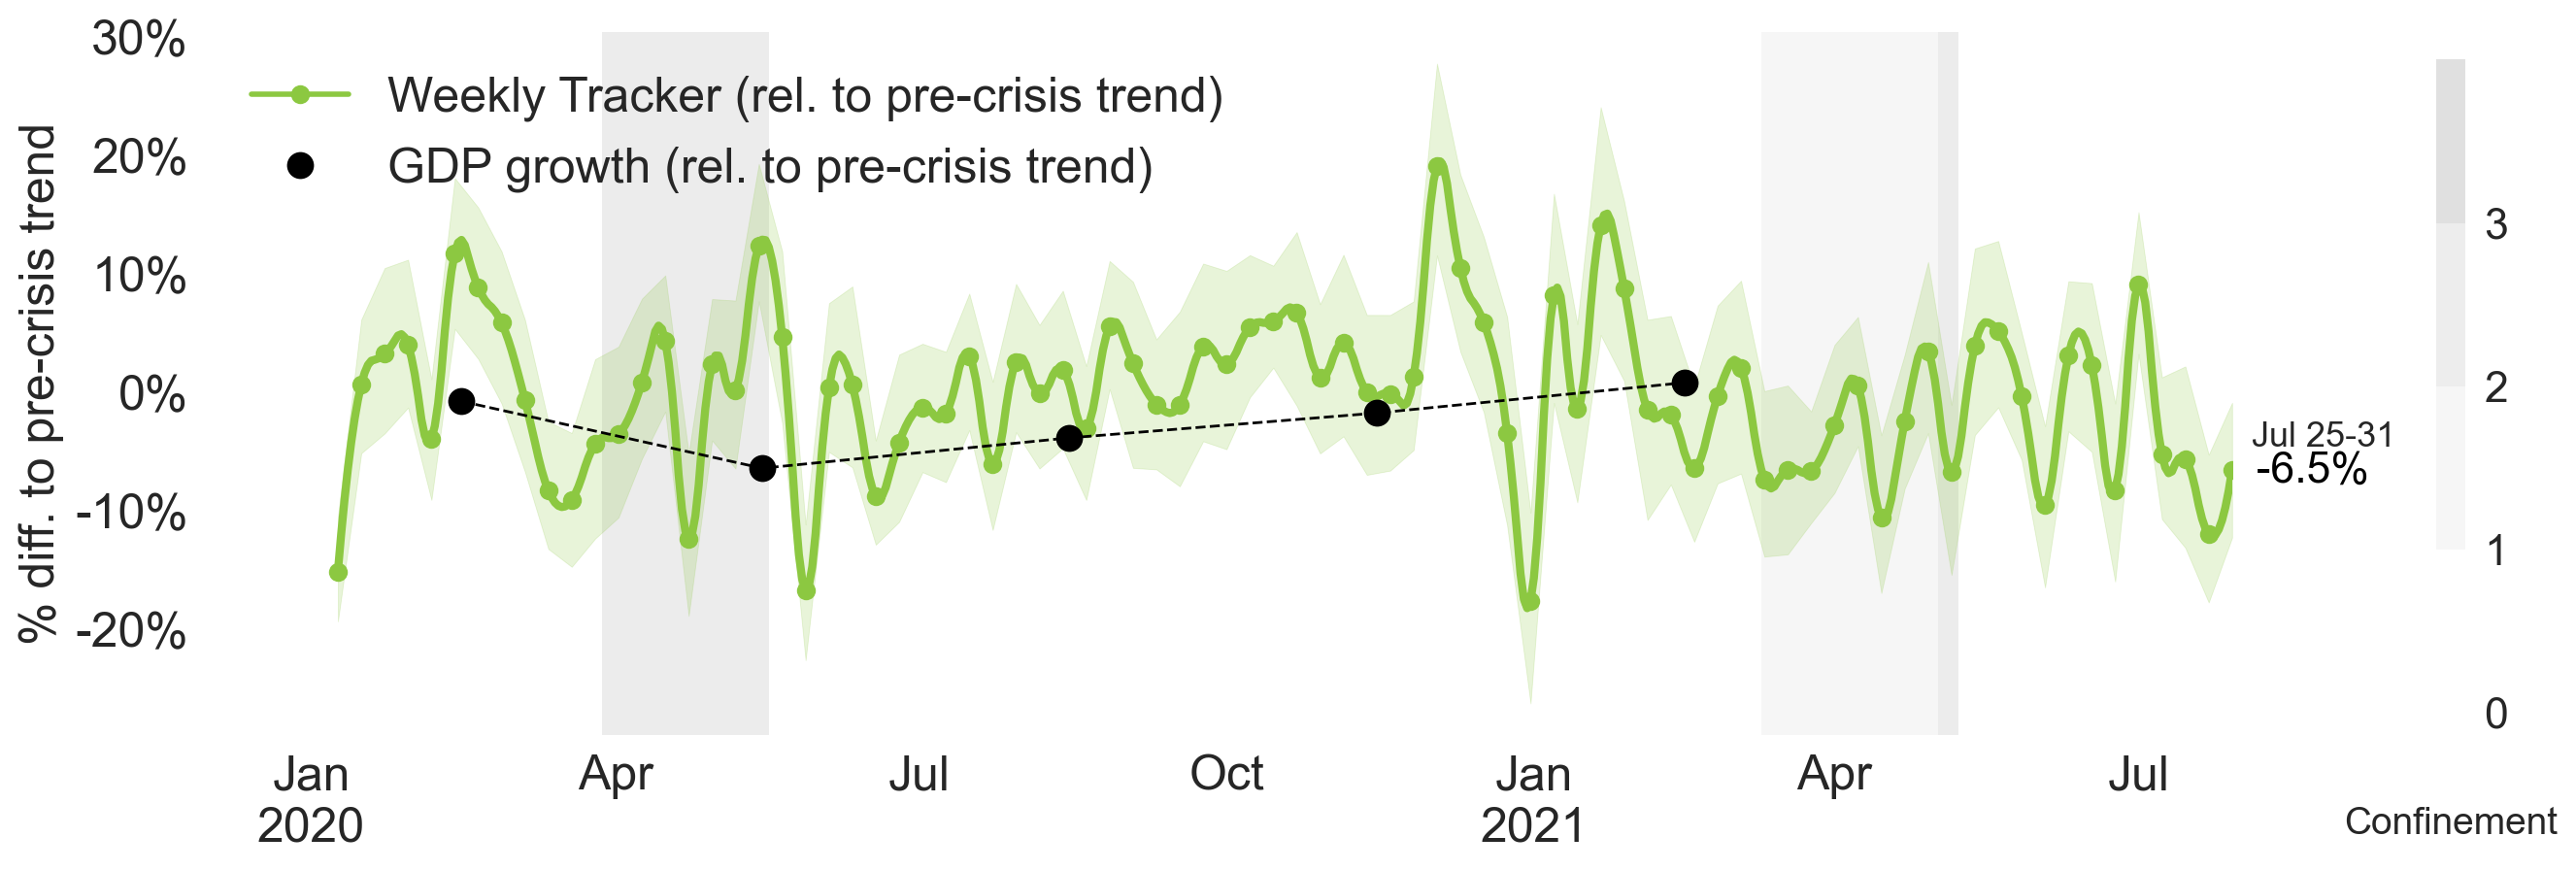 30%
20%
10%
0%
-10%
-20%
% diff. to pre-crisis trend
Weekly Tracker (rel. to pre-crisis trend)
GDP growth (rel. to pre-crisis trend)
Jul 25-31
-6.5%
3
2
1
0
Jan Apr Jul Oct Jan Apr Jul
2020 2021
Confinement